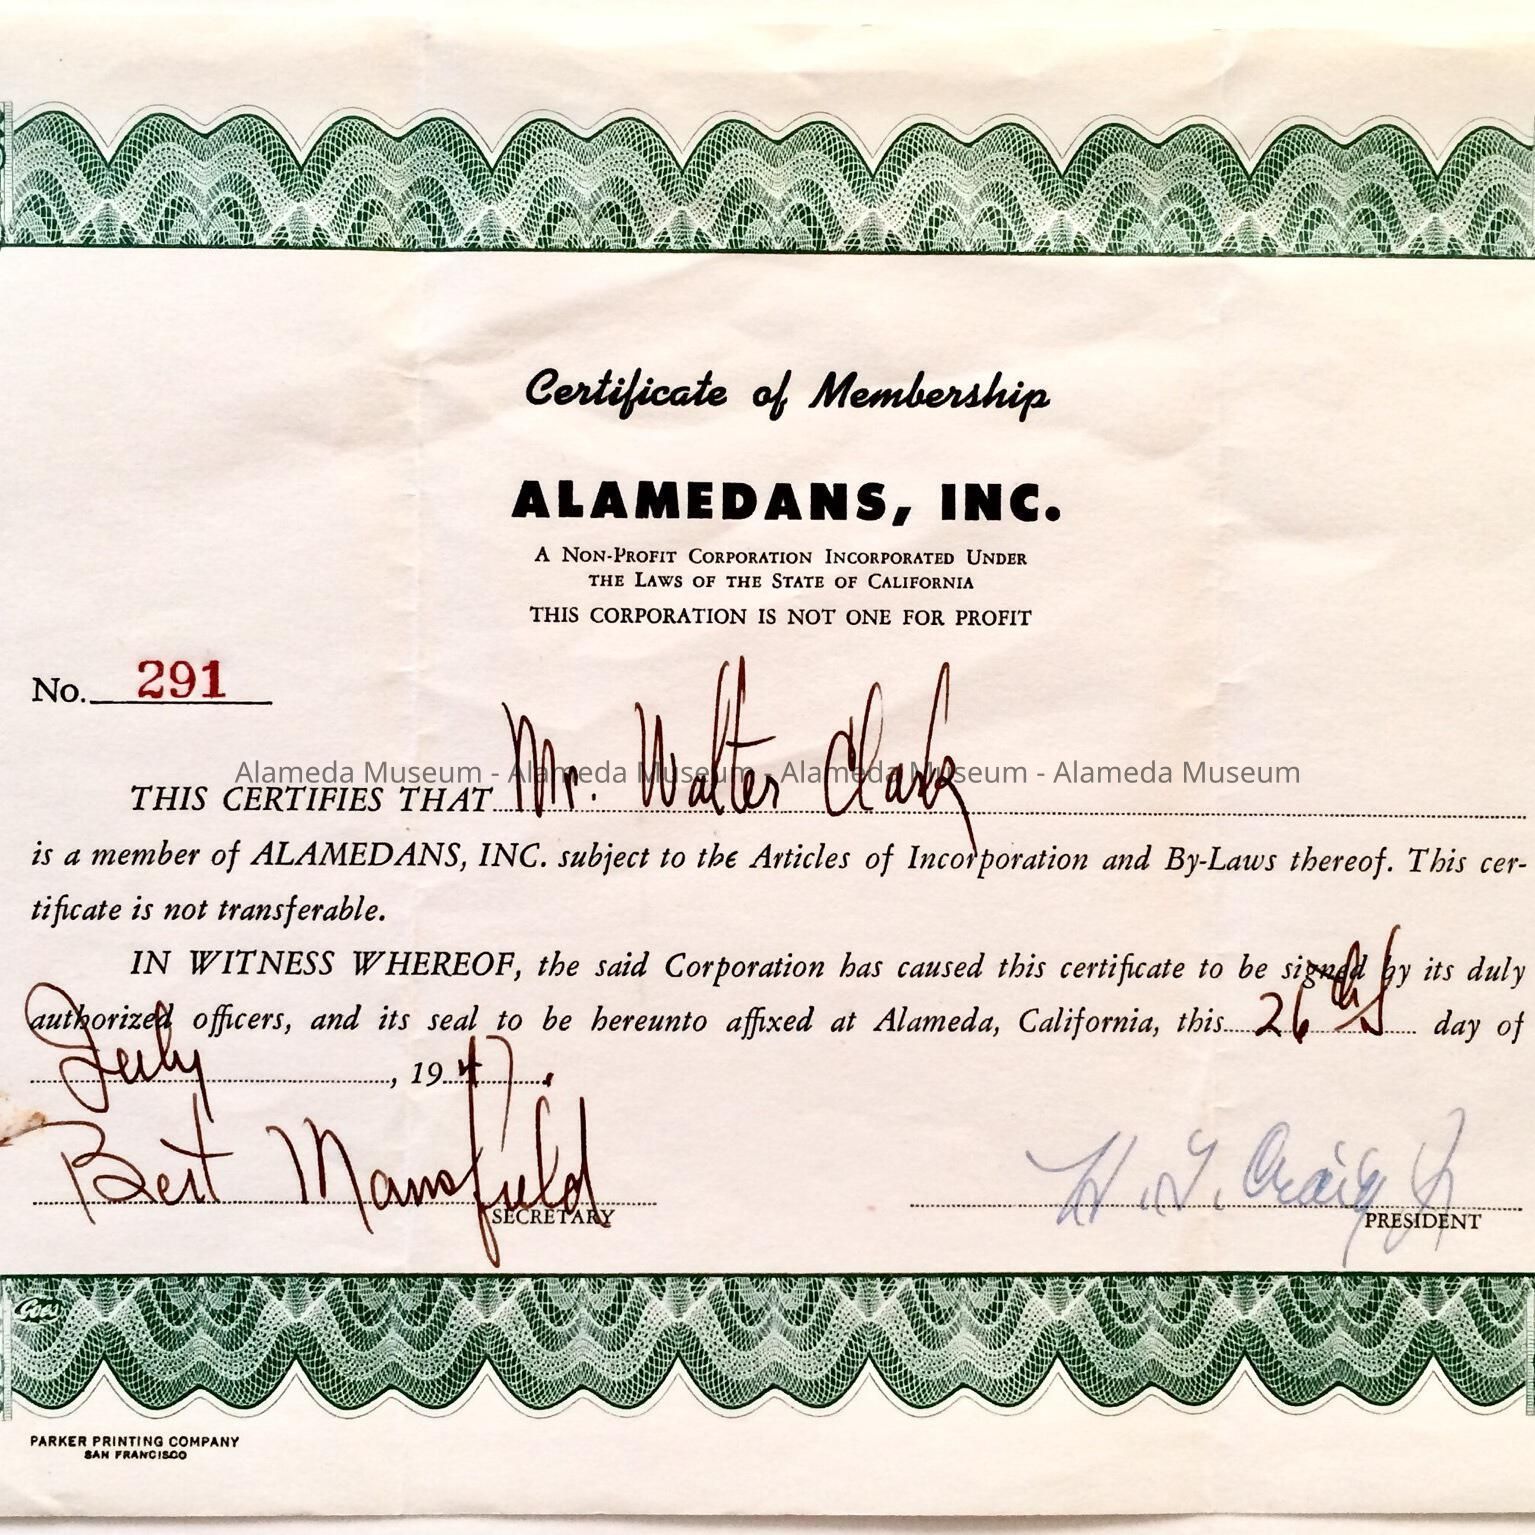 Certificate of Membership
ALAMEDANS, INC.
A NON-PROFIT CORPORATION INCORPORATED UNDER
THE LAWS OF THE STATE OF CALIFORNIA
THIS CORPORATION IS NOT ONE FOR PROFIT
No. 291
Alameda Museum - Alameda Museum - Alameda Museum - Alameda Museum
THIS CERTIFIES THAT Mr. Walter Clark
is a member of ALAMEDANS, INC. subject to the Articles of Incorporation and By-Laws thereof. This cer-
tificate is not transferable.
IN WITNESS WHEREOF, the said Corporation has caused this certificate to be signed by its duly
authorized officers, and its seal to be hereunto affixed at Alameda, California, this 26th day of
July, 1947.
Bert Mansfield
SECRETARY
H. T. Craig Jr
PRESIDENT
Goes
PARKER PRINTING COMPANY
SAN FRANCISCO